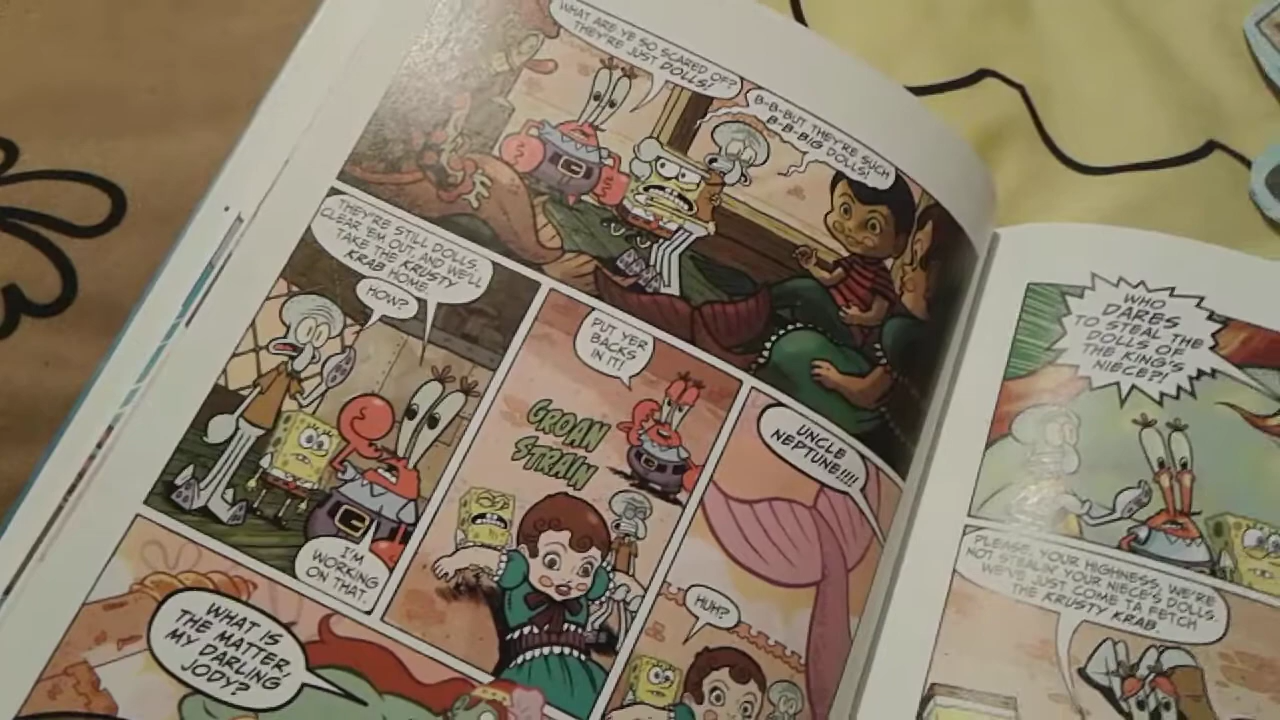 WHAT ARE YE SO SCARED OF?
THEY'RE JUST DOLLS!
B-B-BUT THEY'RE SUCH
B-B-BIG DOLLS!
THEY'RE STILL DOLLS.
CLEAR 'EM OUT, AND WE'LL
TAKE THE KRUSTY
KRAB HOME.
HOW?
I'M
WORKING
ON THAT.
PUT YER
BACKS
IN IT!
GROAN
STRAIN
UNCLE
NEPTUNE!!!!
HUH?
WHAT IS
THE MATTER,
MY DARLING
JODY?
WHO
DARES
TO STEAL THE
DOLLS OF
THE KING'S
NIECE?!
PLEASE, YOUR HIGHNESS, WE'RE
NOT STEALIN' YOUR NIECE'S DOLLS.
WE'VE JUST COME TA FETCH
THE KRUSTY KRAB.